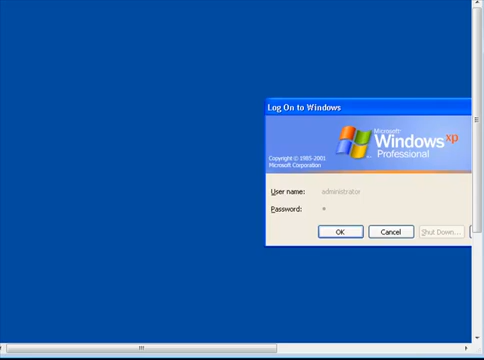 Log On to Windows
Microsoft
Windows xp
Professional
Copyright © 1985-2001
Microsoft Corporation
User name: administrator
Password: *
OK Cancel Shut Down...